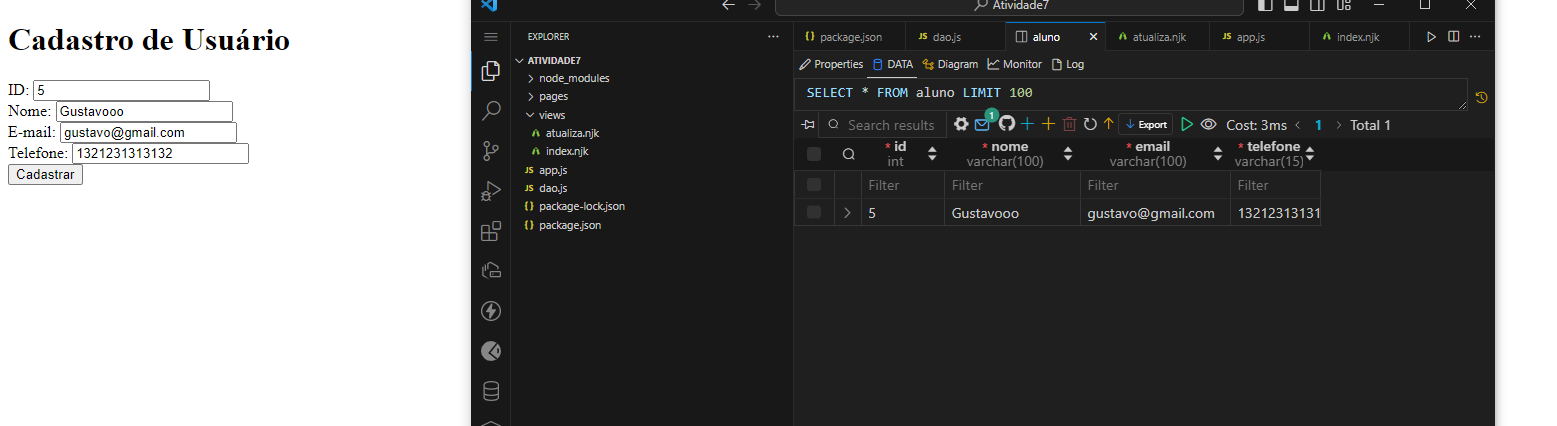 Cadastro de Usuário
ID: 5
Nome: Gustavooo
E-mail: gustavo@gmail.com
Telefone: 1321231313132
Cadastrar
Atividade7
EXPLORER
ATIVIDADE7
node_modules
pages
views
atualiza.njk
index.njk
JS app.js
JS dao.js
{} package-lock.json
{} package.json
{} package.json JS dao.js aluno atualiza.njk JS app.js index.njk
Properties DATA Diagram Monitor Log
SELECT * FROM aluno LIMIT 100
Search results 1 Export Cost: 3ms 1 Total 1
* id * nome * email * telefone
int varchar(100) varchar(100) varchar(15)
Filter Filter Filter Filter
5 Gustavooo gustavo@gmail.com 13212313131